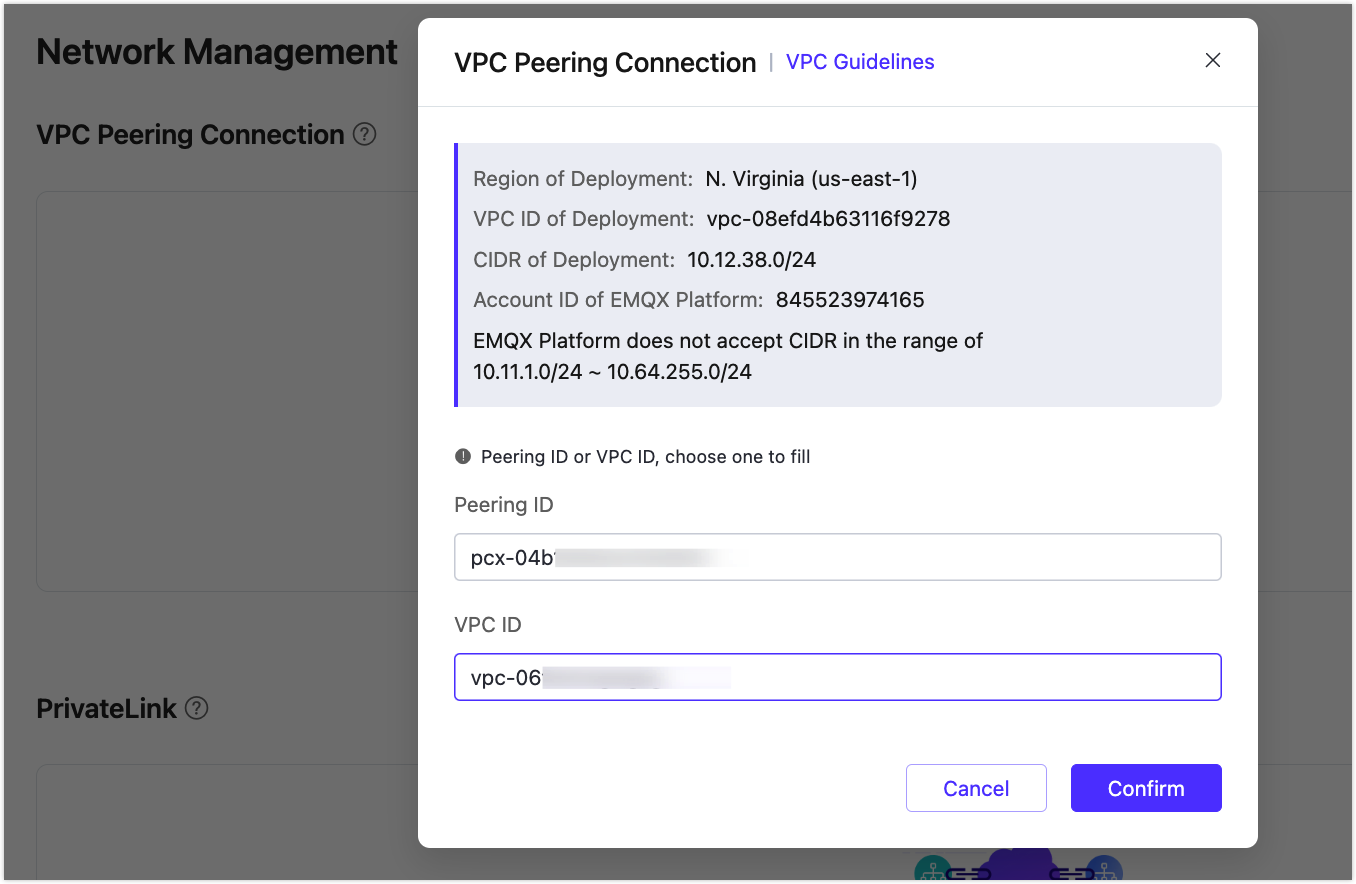 Network Management
VPC Peering Connection ?
PrivateLink ?
VPC Peering Connection | VPC Guidelines
Region of Deployment: N. Virginia (us-east-1)
VPC ID of Deployment: vpc-08efd4b63116f9278
CIDR of Deployment: 10.12.38.0/24
Account ID of EMQX Platform: 845523974165
EMQX Platform does not accept CIDR in the range of
10.11.1.0/24 ~ 10.64.255.0/24
Peering ID or VPC ID, choose one to fill
Peering ID
pcx-04b
VPC ID
vpc-06
Cancel
Confirm